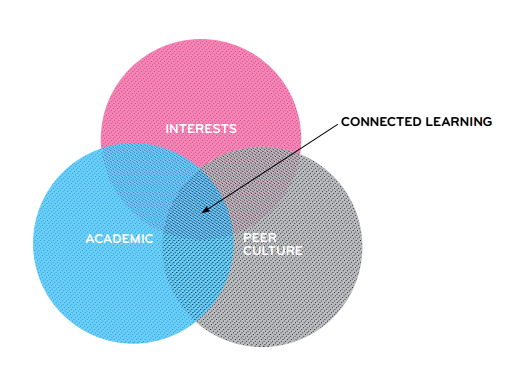 INTERESTS
CONNECTED LEARNING
ACADEMIC
PEER
CULTURE